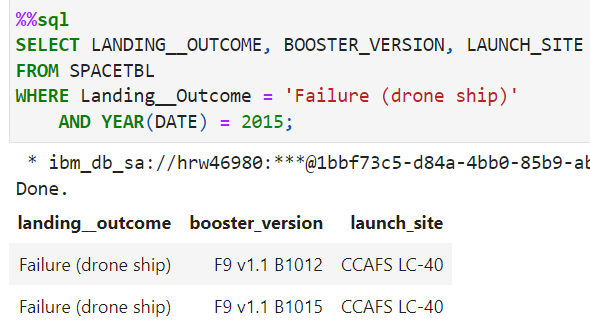 %%sql
SELECT LANDING__OUTCOME, BOOSTER_VERSION, LAUNCH_SITE
FROM SPACETBL
WHERE Landing__Outcome = 'Failure (drone ship)'
    AND YEAR(DATE) = 2015;
* ibm_db_sa://hrw46980:***@1bbf73c5-d84a-4bb0-85b9-ab
Done.
landing__outcome booster_version launch_site
Failure (drone ship) F9 v1.1 B1012 CCAFS LC-40
Failure (drone ship) F9 v1.1 B1015 CCAFS LC-40